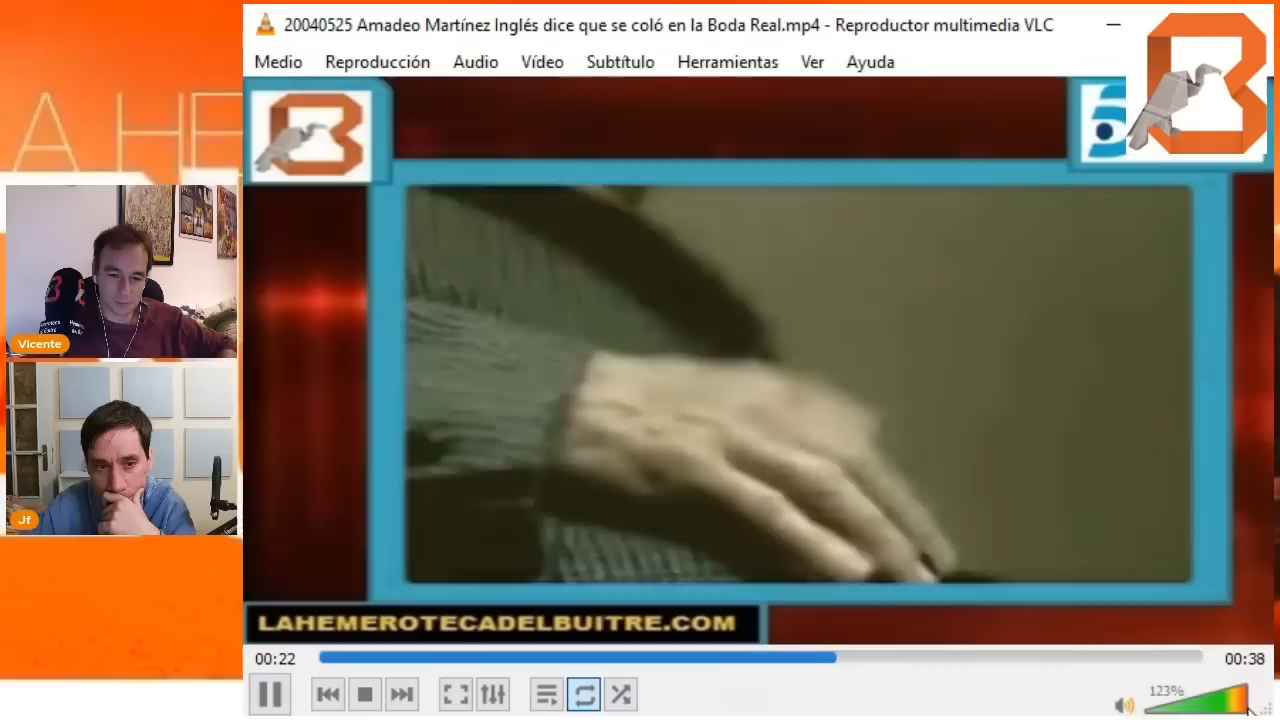 20040525 Amadeo Martínez Inglés dice que se coló en la Boda Real.mp4 - Reproductor multimedia VLC
Medio Reproducción Audio Vídeo Subtítulo Herramientas Ver Ayuda
A HE
Vicente
Jf
LAHEMEROTECADELBUITRE.COM
00:22
00:38
123%